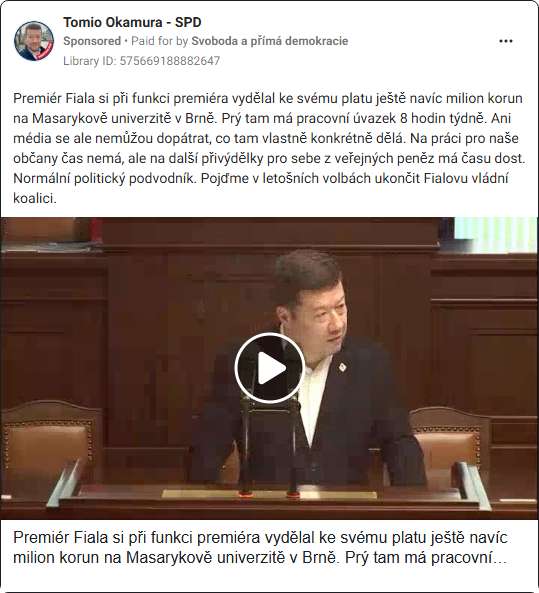 Tomio Okamura - SPD
Sponsored • Paid for by Svoboda a přímá demokracie
Library ID: 575669188882647
Premiér Fiala si při funkci premiéra vydělal ke svému platu ještě navíc milion korun
na Masarykově univerzitě v Brně. Prý tam má pracovní úvazek 8 hodin týdně. Ani
média se ale nemůžou dopátrat, co tam vlastně konkrétně dělá. Na práci pro naše
občany čas nemá, ale na další přivýdělky pro sebe z veřejných peněz má času dost.
Normální politický podvodník. Pojďme v letošních volbách ukončit Fialovu vládní
koalici.
Premiér Fiala si při funkci premiéra vydělal ke svému platu ještě navíc
milion korun na Masarykově univerzitě v Brně. Prý tam má pracovní…